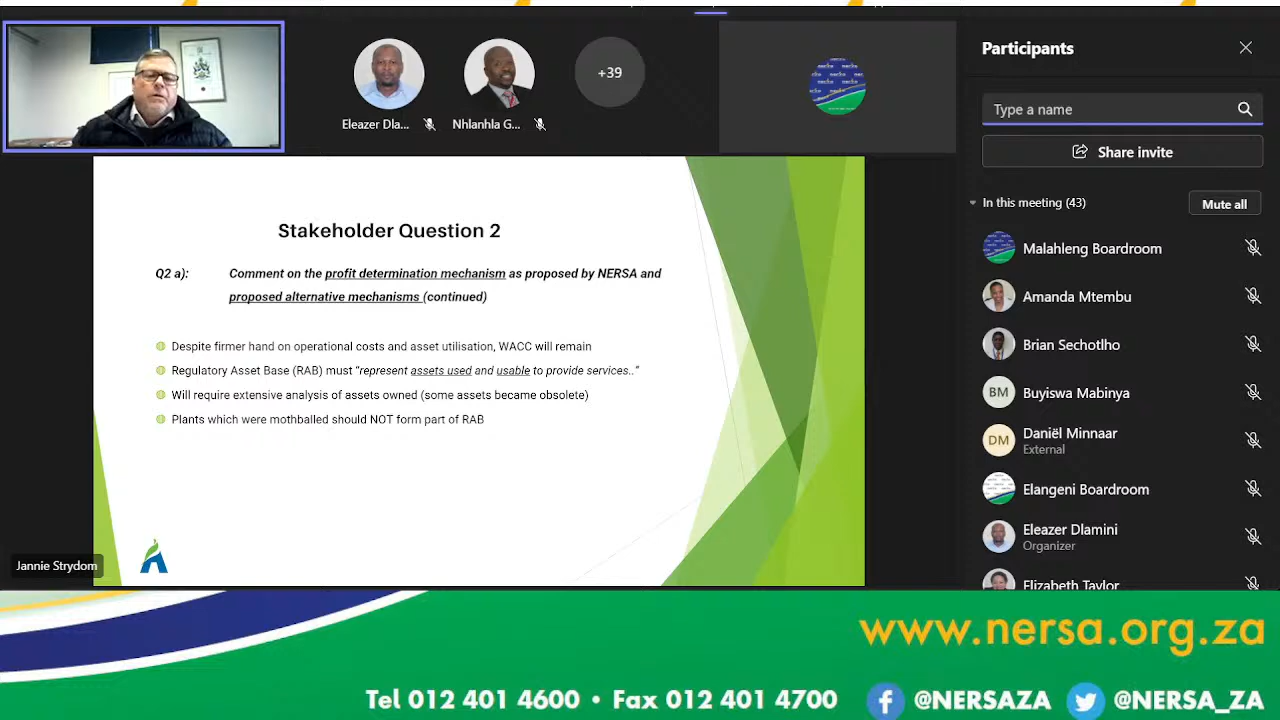 Eleazer Dla...
Nhlanhla G...
+39
Stakeholder Question 2
Q2 a): Comment on the profit determination mechanism as proposed by NERSA and
proposed alternative mechanisms (continued)
Despite firmer hand on operational costs and asset utilisation, WACC will remain
Regulatory Asset Base (RAB) must “represent assets used and usable to provide services..”
Will require extensive analysis of assets owned (some assets became obsolete)
Plants which were mothballed should NOT form part of RAB
Jannie Strydom
Participants
Type a name
Share invite
In this meeting (43)
Mute all
Malahleng Boardroom
Amanda Mtembu
Brian Sechotlho
BM
Buyiswa Mabinya
DM
Daniël Minnaar
External
Elangeni Boardroom
Eleazer Dlamini
Organizer
Elizabeth Taylor
www.nersa.org.za
Tel 012 401 4600 • Fax 012 401 4700
@NERSAZA
@NERSA_ZA